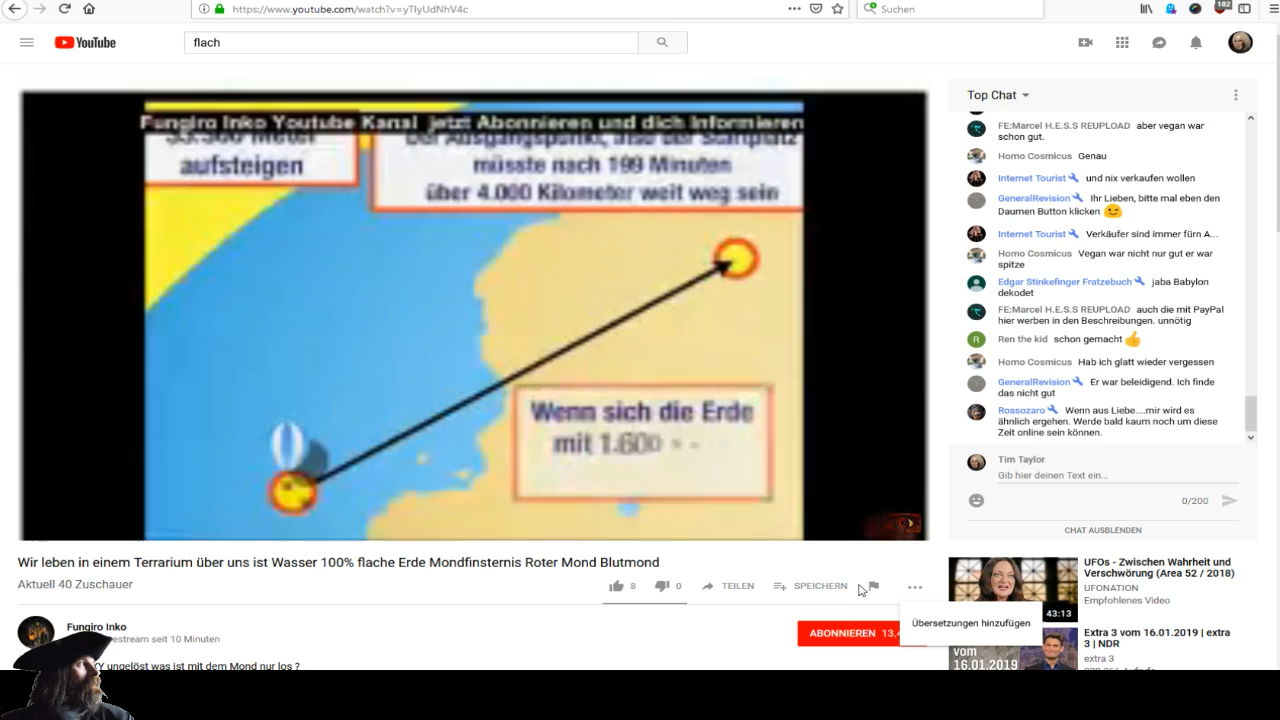 https://www.youtube.com/watch?v=yTIyUdNhV4c
Suchen
182
YouTube
flach
Fungiro Inko Youtube Kanal jetzt Abonnieren und dich Informieren
aufsteigen
Der Ausgangspunkt, also der Startplatz
müsste nach 199 Minuten
über 4.000 Kilometer weit weg sein
Wenn sich die Erde
mit 1.600
Top Chat
FE:Marcel H.E.S.S REUPLOAD aber vegan war
schon gut.
Homo Cosmicus Genau
Internet Tourist und nix verkaufen wollen
GeneralRevision Ihr Lieben, bitte mal eben den
Daumen Button klicken
Internet Tourist Verkäufer sind immer fürn A...
Homo Cosmicus Vegan war nicht nur gut er war
spitze
Edgar Stinkefinger Fratzebuch jaba Babylon
dekodet
FE:Marcel H.E.S.S REUPLOAD auch die mit PayPal
hier werben in den Beschreibungen. unnötig
R
Ren the kid schon gemacht
Homo Cosmicus Hab ich glatt wieder vergessen
GeneralRevision Er war beleidigend. Ich finde
das nicht gut
Rossozaro Wenn aus Liebe....mir wird es
ähnlich ergehen. Werde bald kaum noch um diese
Zeit online sein können.
Tim Taylor
Gib hier deinen Text ein...
0/200
CHAT AUSBLENDEN
Wir leben in einem Terrarium über uns ist Wasser 100% flache Erde Mondfinsternis Roter Mond Blutmond
Aktuell 40 Zuschauer
8
0
TEILEN
SPEICHERN
Übersetzungen hinzufügen
Fungiro Inko
estream seit 10 Minuten
ABONNIEREN 13.
Y ungelöst was ist mit dem Mond nur los ?
UFOs - Zwischen Wahrheit und
Verschwörung (Area 52 / 2018)
UFONATION
Empfohlenes Video
43:13
Extra 3 vom 16.01.2019 | extra
3 | NDR
extra 3
vom
16.01.2019